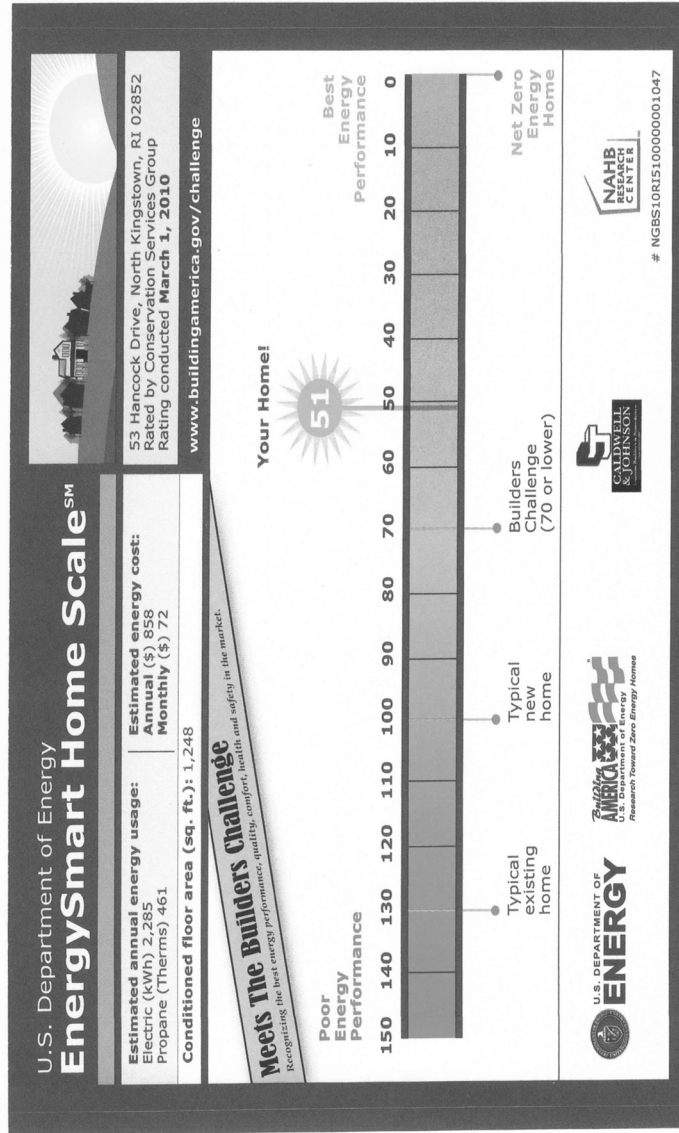 U.S. Department of Energy
EnergySmart Home Scale SM
Estimated annual energy usage:
Electric (kWh) 2,285
Propane (Therms) 461
Estimated energy cost:
Annual ($) 858
Monthly ($) 72
Conditioned floor area (sq. ft.): 1,248
53 Hancock Drive, North Kingstown, RI 02852
Rated by Conservation Services Group
Rating conducted March 1, 2010
www.buildingamerica.gov/challenge
Meets The Builders Challenge
Recognizing the best energy performance, quality, comfort, health and safety in the market.
Your Home!
51
Poor
Energy
Performance
Best
Energy
Performance
150 140 130 120 110 100 90 80 70 60 50 40 30 20 10 0
Typical
existing
home
Typical
new
home
Builders
Challenge
(70 or lower)
Net Zero
Energy
Home
U.S. DEPARTMENT OF
ENERGY
Building
AMERICA
U.S. Department of Energy
Research Toward Zero Energy Homes
CALDWELL
& JOHNSON
NAHB
RESEARCH
CENTER
# NGBS10RI5100000001047